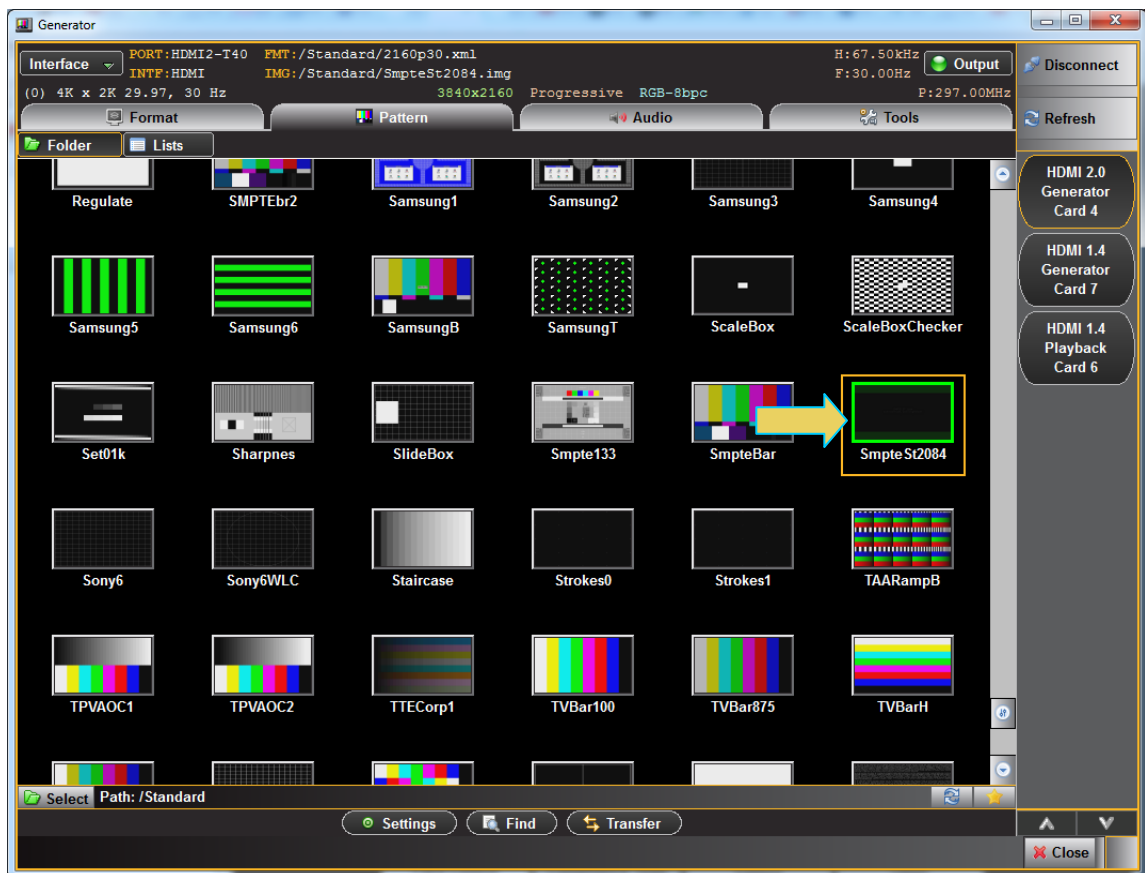 Generator
Interface
PORT:HDMI2-T40 FMT:/Standard/2160p30.xml
INTF:HDMI IMG:/Standard/SmpteSt2084.img
H:67.50kHz
F:30.00Hz
Output
(0) 4K x 2K 29.97, 30 Hz 3840x2160 Progressive RGB-8bpc P:297.00MHz
Format Pattern Audio Tools
Folder Lists
Regulate SMPTEbr2 Samsung1 Samsung2 Samsung3 Samsung4
Samsung5 Samsung6 SamsungB SamsungT ScaleBox ScaleBoxChecker
Set01k Sharpnes SlideBox Smpte133 SmpteBar SmpteSt2084
Sony6 Sony6WLC Staircase Strokes0 Strokes1 TAARampB
TPVAOC1 TPVAOC2 TTECorp1 TVBar100 TVBar875 TVBarH
Select Path: /Standard
Settings Find Transfer
Disconnect
Refresh
HDMI 2.0
Generator
Card 4
HDMI 1.4
Generator
Card 7
HDMI 1.4
Playback
Card 6
Close